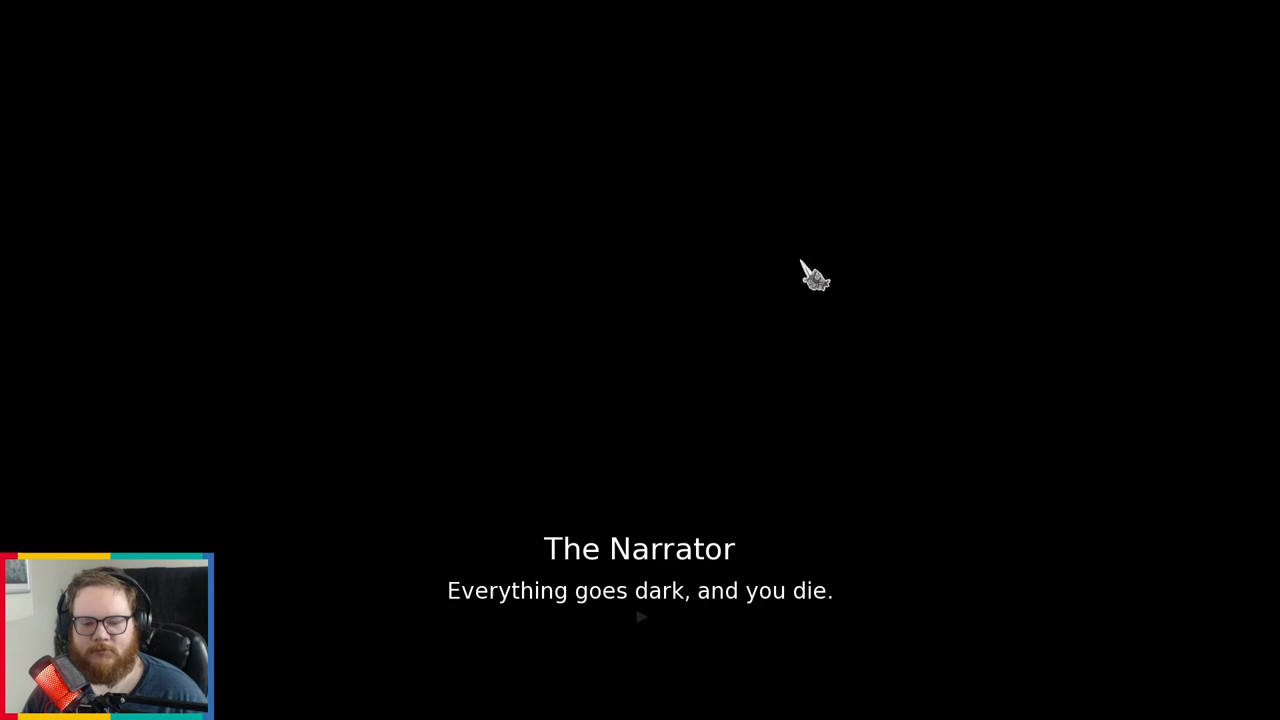 The Narrator
Everything goes dark, and you die.